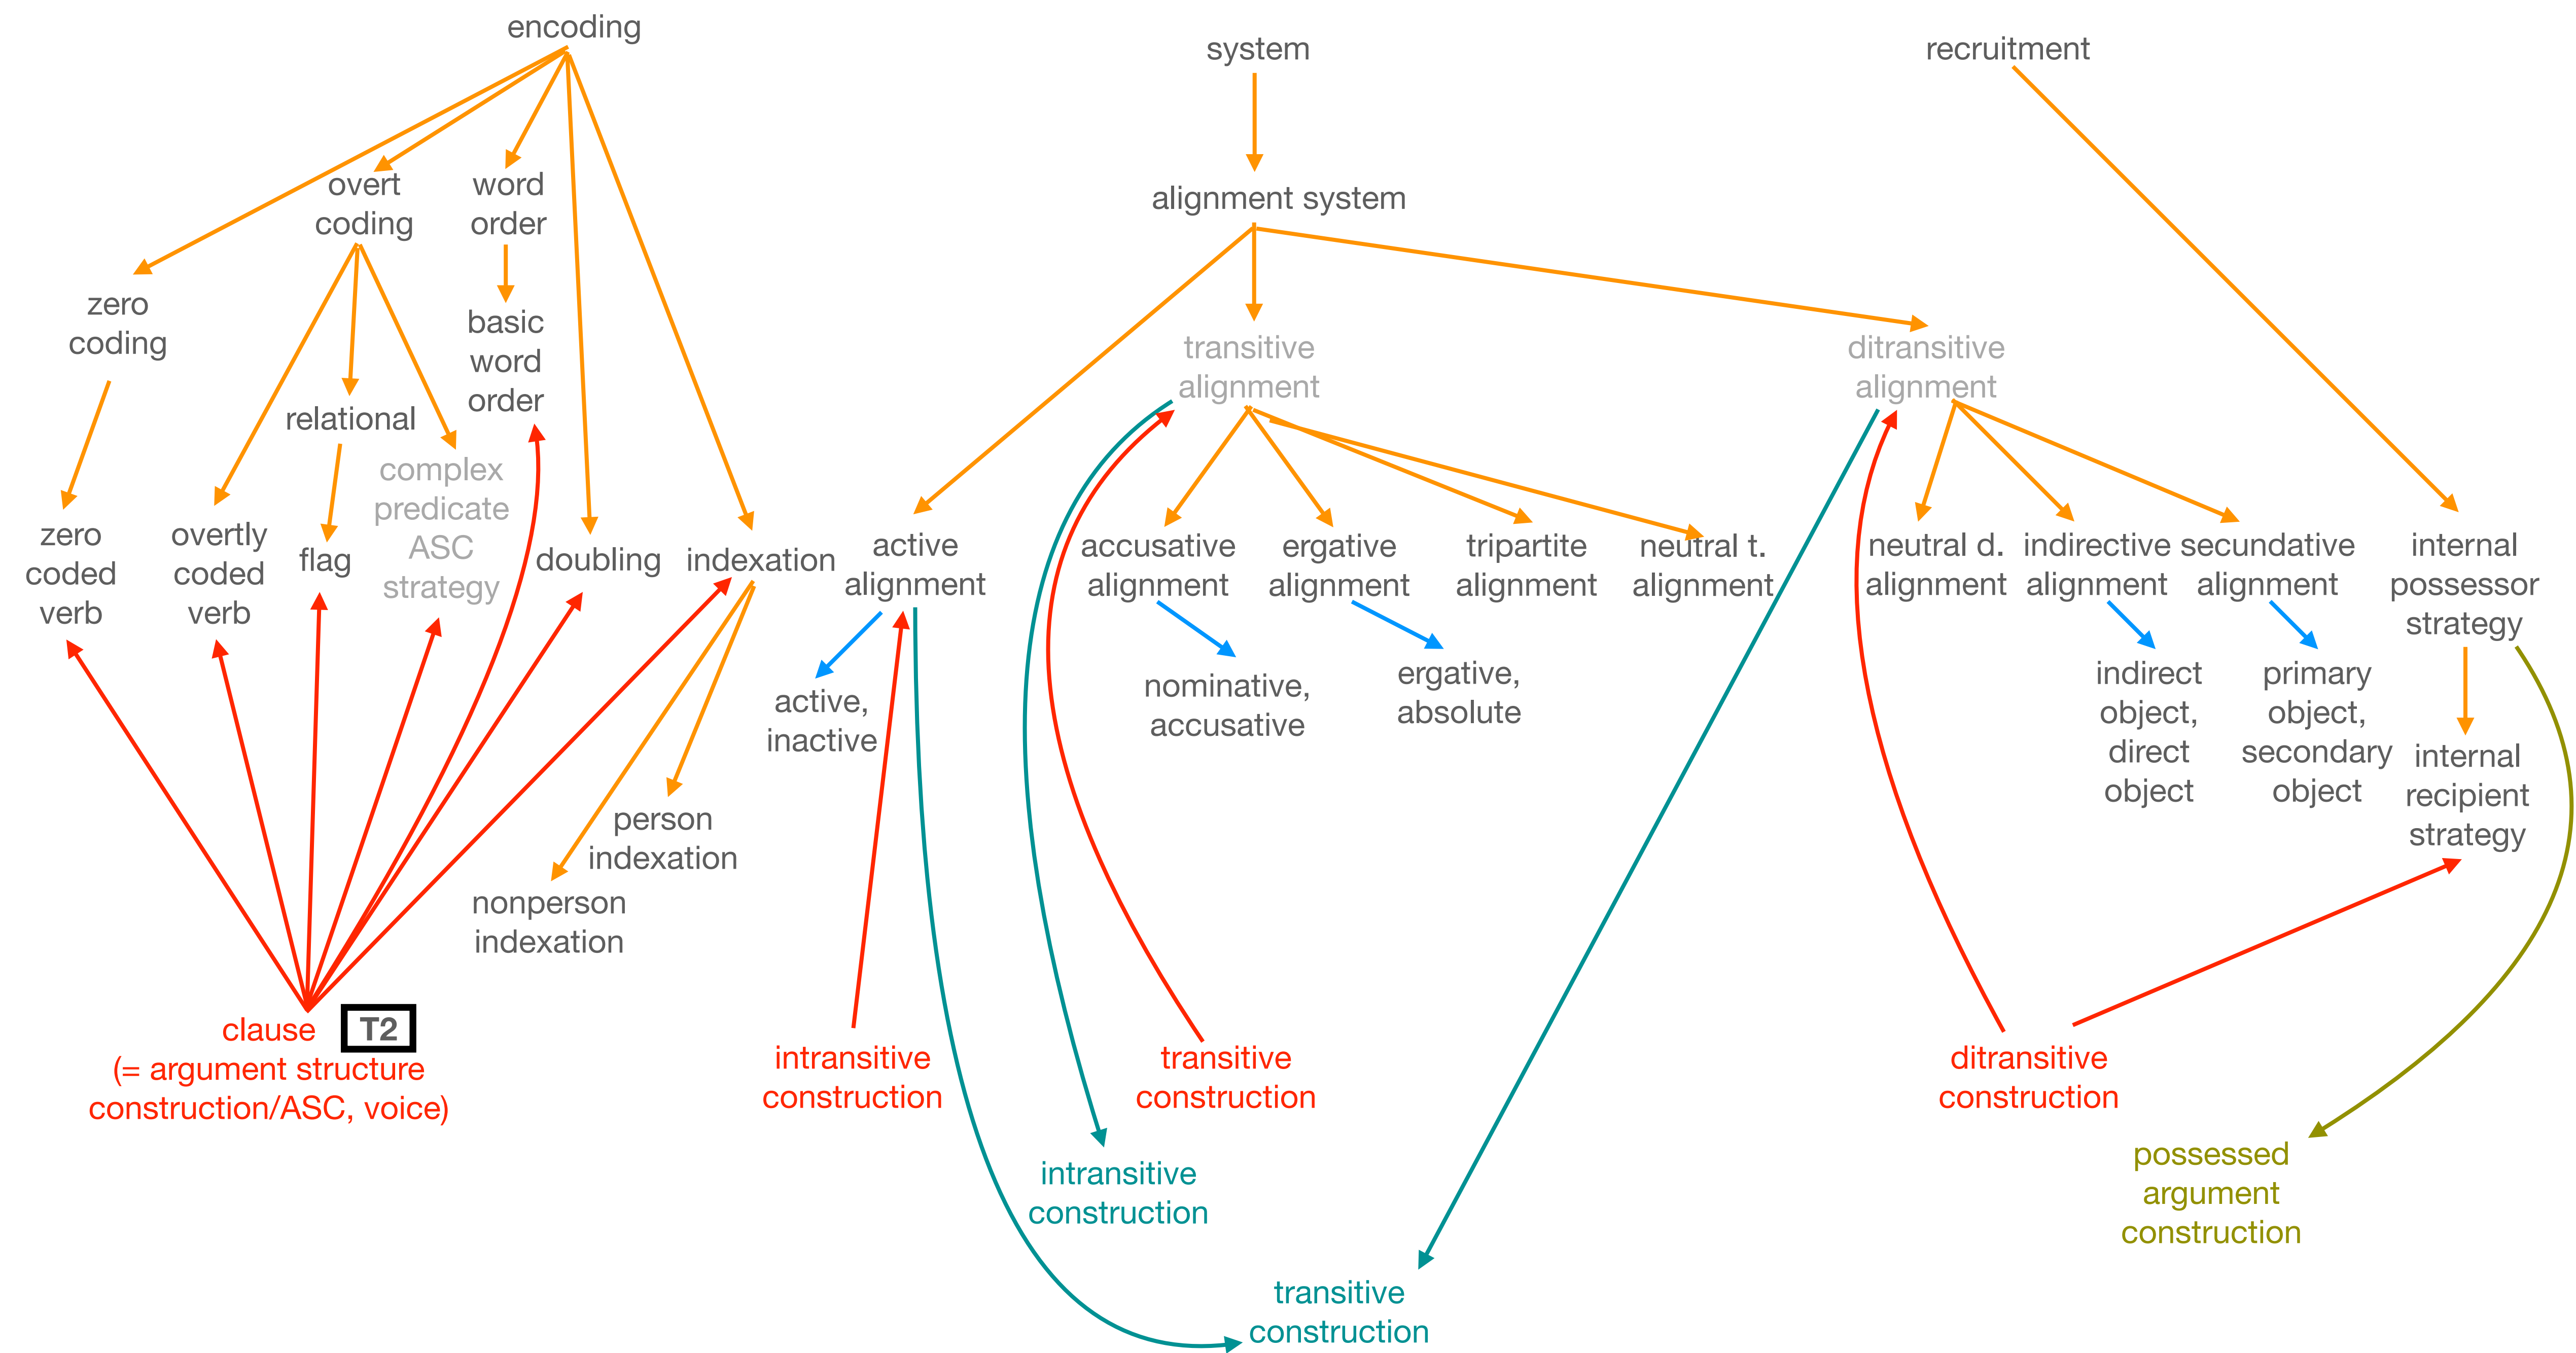 encoding
system
recruitment
overt
coding
word
order
alignment system
zero
coding
basic
word
order
transitive
alignment
ditransitive
alignment
relational
complex
predicate
ASC
strategy
zero
coded
verb
overtly
coded
verb
flag
doubling
indexation
active
alignment
accusative
alignment
ergative
alignment
tripartite
alignment
neutral t.
alignment
neutral d.
alignment
indirective
alignment
secundative
alignment
internal
possessor
strategy
active,
inactive
nominative,
accusative
ergative,
absolute
indirect
object,
direct
object
primary
object,
secondary
object
internal
recipient
strategy
person
indexation
nonperson
indexation
clause
T2
(= argument structure
construction/ASC, voice)
intransitive
construction
transitive
construction
ditransitive
construction
intransitive
construction
possessed
argument
construction
transitive
construction